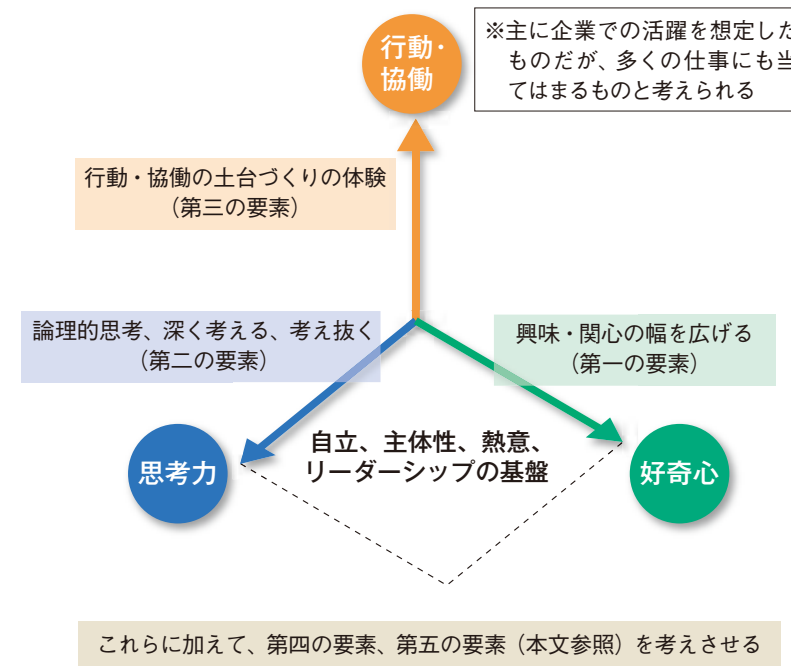 行動・
協働
※主に企業での活躍を想定した
ものだが、多くの仕事にも当
てはまるものと考えられる
行動・協働の土台づくりの体験
（第三の要素）
論理的思考、深く考える、考え抜く
（第二の要素）
興味・関心の幅を広げる
（第一の要素）
自立、主体性、熱意、
リーダーシップの基盤
思考力
好奇心
これらに加えて、第四の要素、第五の要素（本文参照）を考えさせる